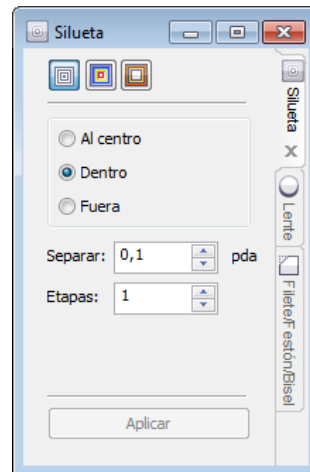 Silueta
Al centro
Dentro
Fuera
Separar: 0,1 pda
Etapas: 1
Aplicar
Silueta
Lente
Filete/Festón/Bisel